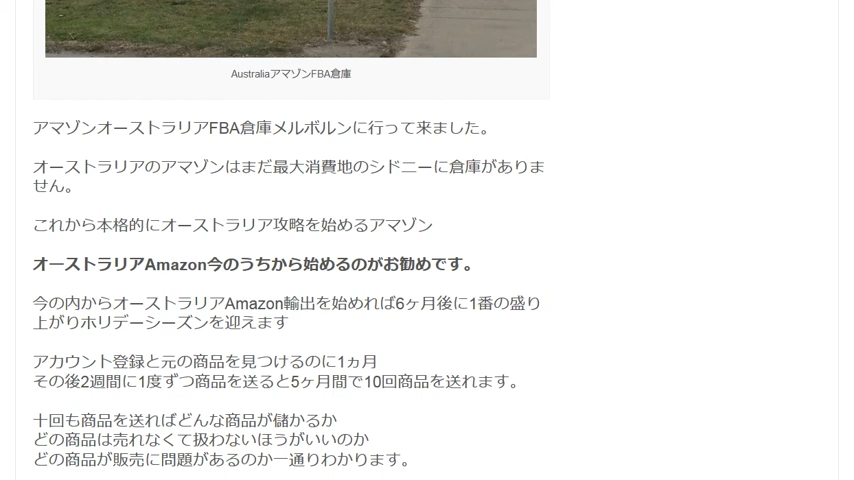 AustraliaアマゾンFBA倉庫
アマゾンオーストラリアFBA倉庫メルボルンに行って来ました。
オーストラリアのアマゾンはまだ最大消費地のシドニーに倉庫がありま
せん。
これから本格的にオーストラリア攻略を始めるアマゾン
オーストラリアAmazon今のうちから始めるのがお勧めです。
今の内からオーストラリアAmazon輸出を始めれば6ヶ月後に1番の盛り
上がりホリデーシーズンを迎えます
アカウント登録と元の商品を見つけるのに1ヵ月
その後2週間に1度ずつ商品を送ると5ヶ月間で10回商品を送れます。
十回も商品を送ればどんな商品が儲かるか
どの商品は売れなくて扱わないほうがいいのか
どの商品が販売に問題があるのか一通りわかります。